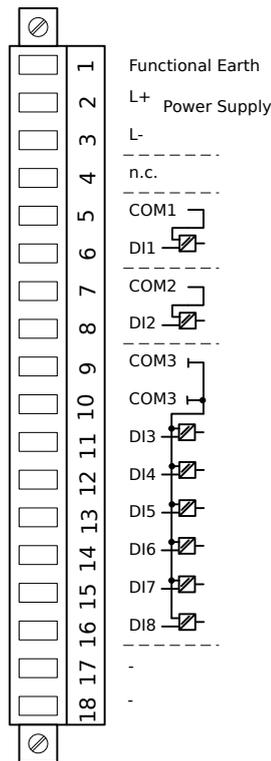 1 Functional Earth
2 L+ Power Supply
3 L-
4 n.c.
5 COM1
6 DI1
7 COM2
8 DI2
9 COM3
10 COM3
11 DI3
12 DI4
13 DI5
14 DI6
15 DI7
16 DI8
17 -
18 -